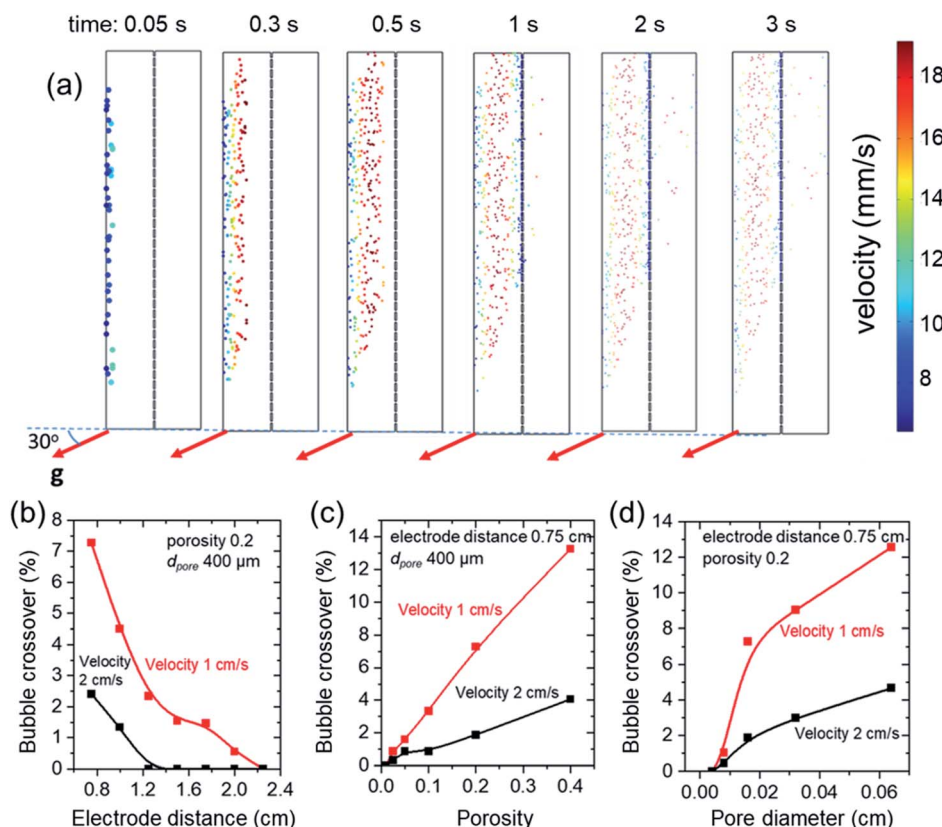 time: 0.05 s 0.3 s 0.5 s 1 s 2 s 3 s
(a)
18
16
14
12
10
8
velocity (mm/s)
30°
g
(b)
8
7
6
5
4
3
2
1
0
Bubble crossover (%)
porosity 0.2
dpore 400 µm
Velocity
2 cm/s
Velocity 1 cm/s
0.8 1.2 1.6 2.0 2.4
Electrode distance (cm)
(c)
14
12
10
8
6
4
2
0
Bubble crossover (%)
electrode distance 0.75 cm
dpore 400 µm
Velocity 1 cm/s
Velocity 2 cm/s
0.0 0.1 0.2 0.3 0.4
Porosity
(d)
14
12
10
8
6
4
2
0
Bubble crossover (%)
electrode distance 0.75 cm
porosity 0.2
Velocity 1 cm/s
Velocity 2 cm/s
0.00 0.02 0.04 0.06
Pore diameter (cm)